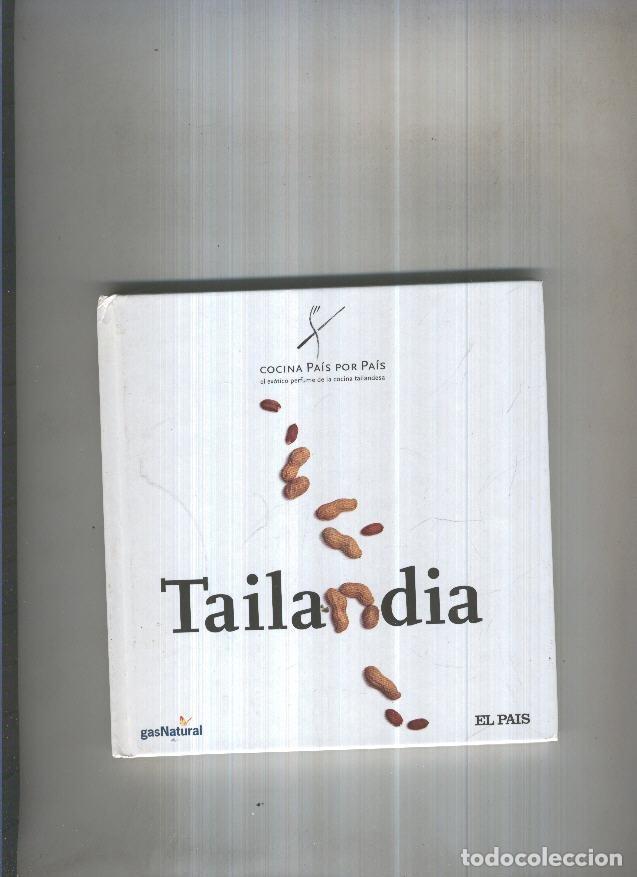 COCINA PAÍS POR PAÍS
el exótico perfume de la cocina tailandesa
Tailandia
gasNatural
EL PAIS
todocoleccion